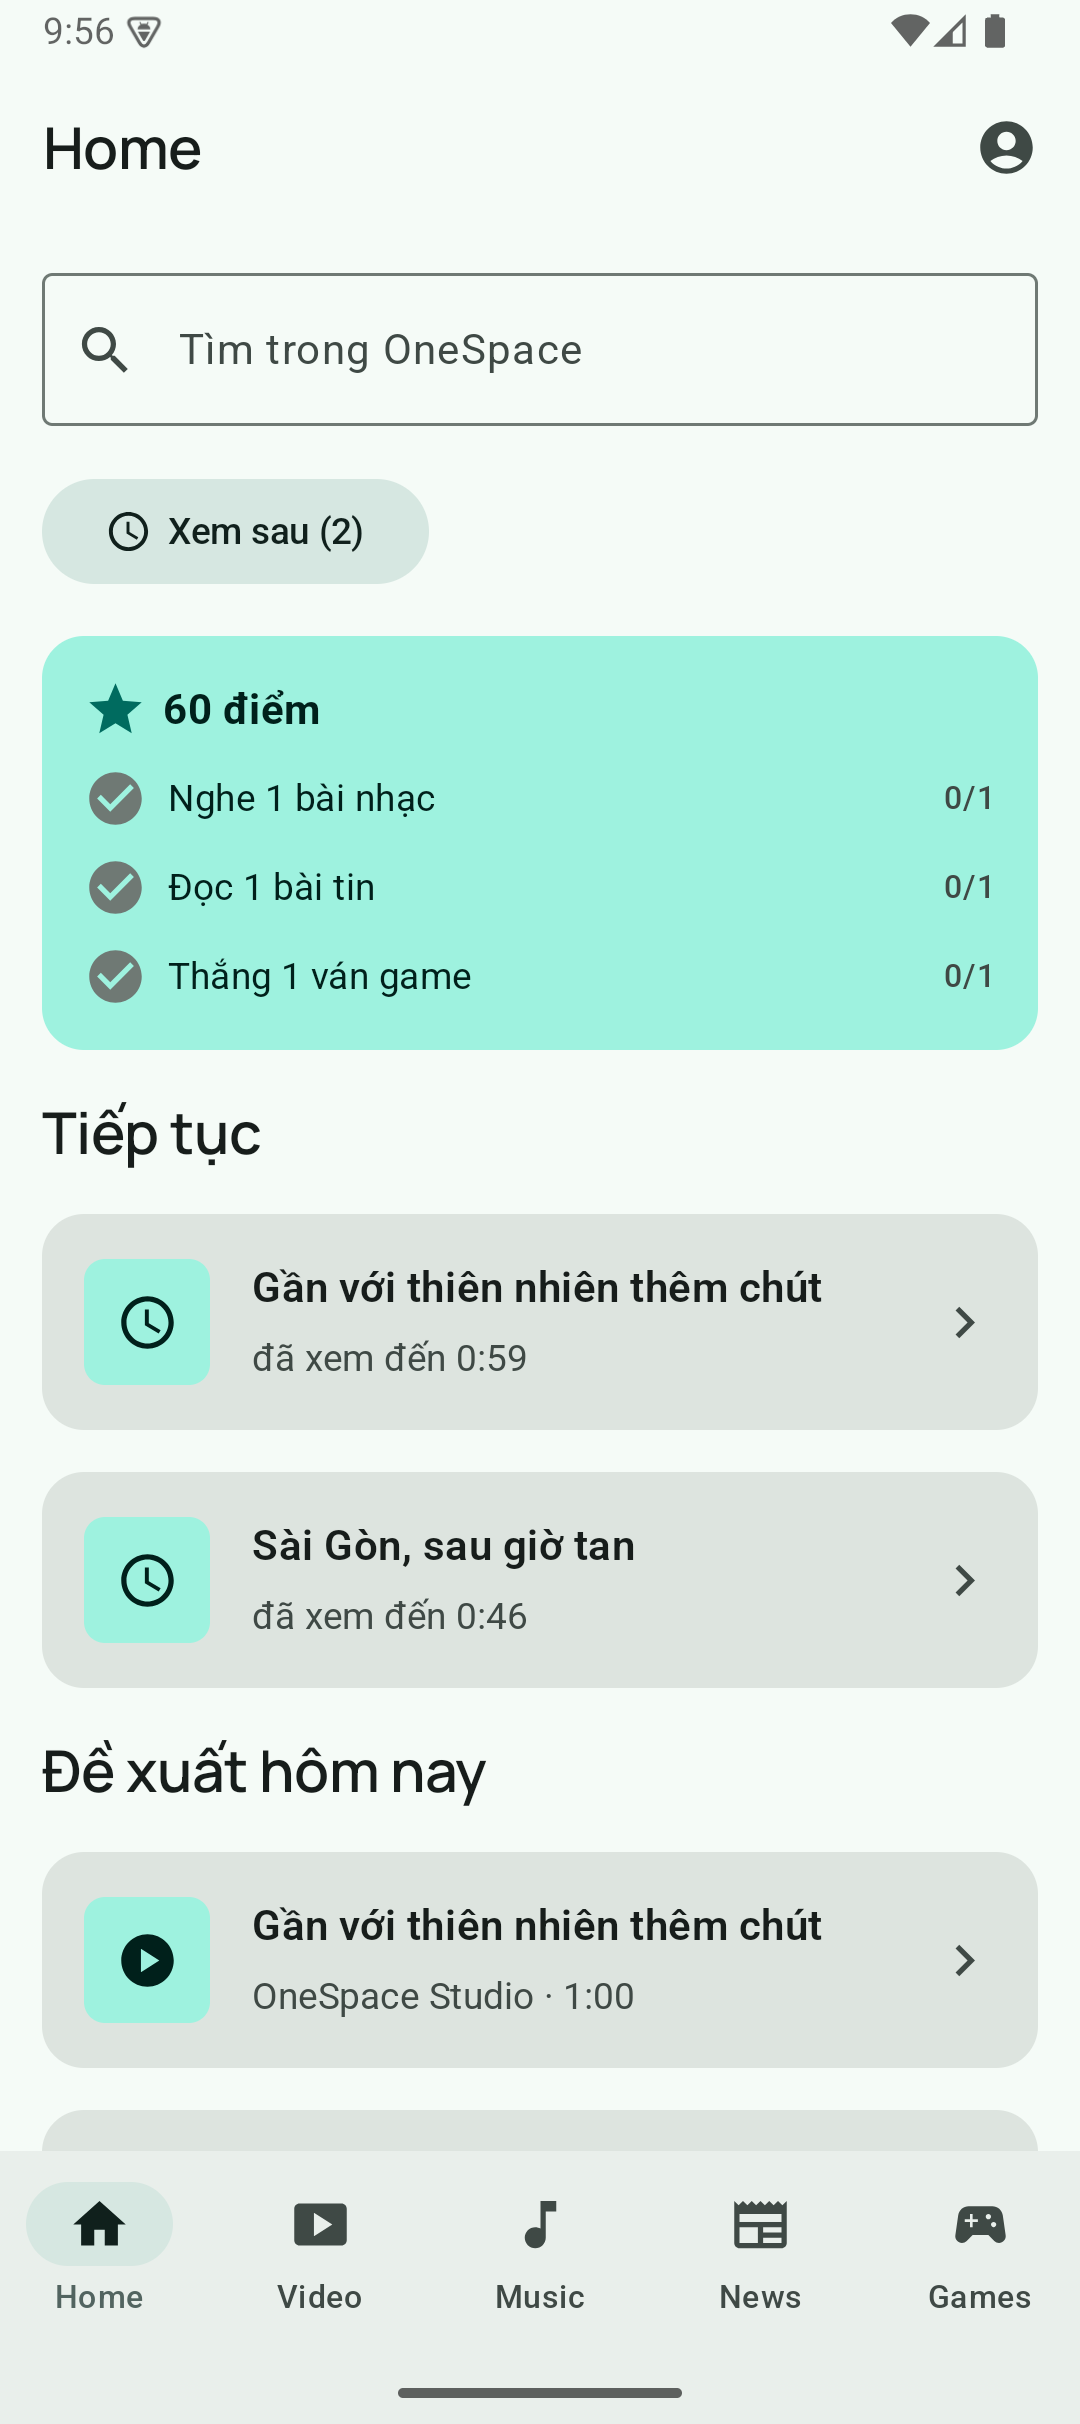 9:56
Home
Tìm trong OneSpace
Xem sau (2)
60 điểm
Nghe 1 bài nhạc 0/1
Đọc 1 bài tin 0/1
Thắng 1 ván game 0/1
Tiếp tục
Gần với thiên nhiên thêm chút
đã xem đến 0:59
Sài Gòn, sau giờ tan
đã xem đến 0:46
Đề xuất hôm nay
Gần với thiên nhiên thêm chút
OneSpace Studio · 1:00
Home Video Music News Games